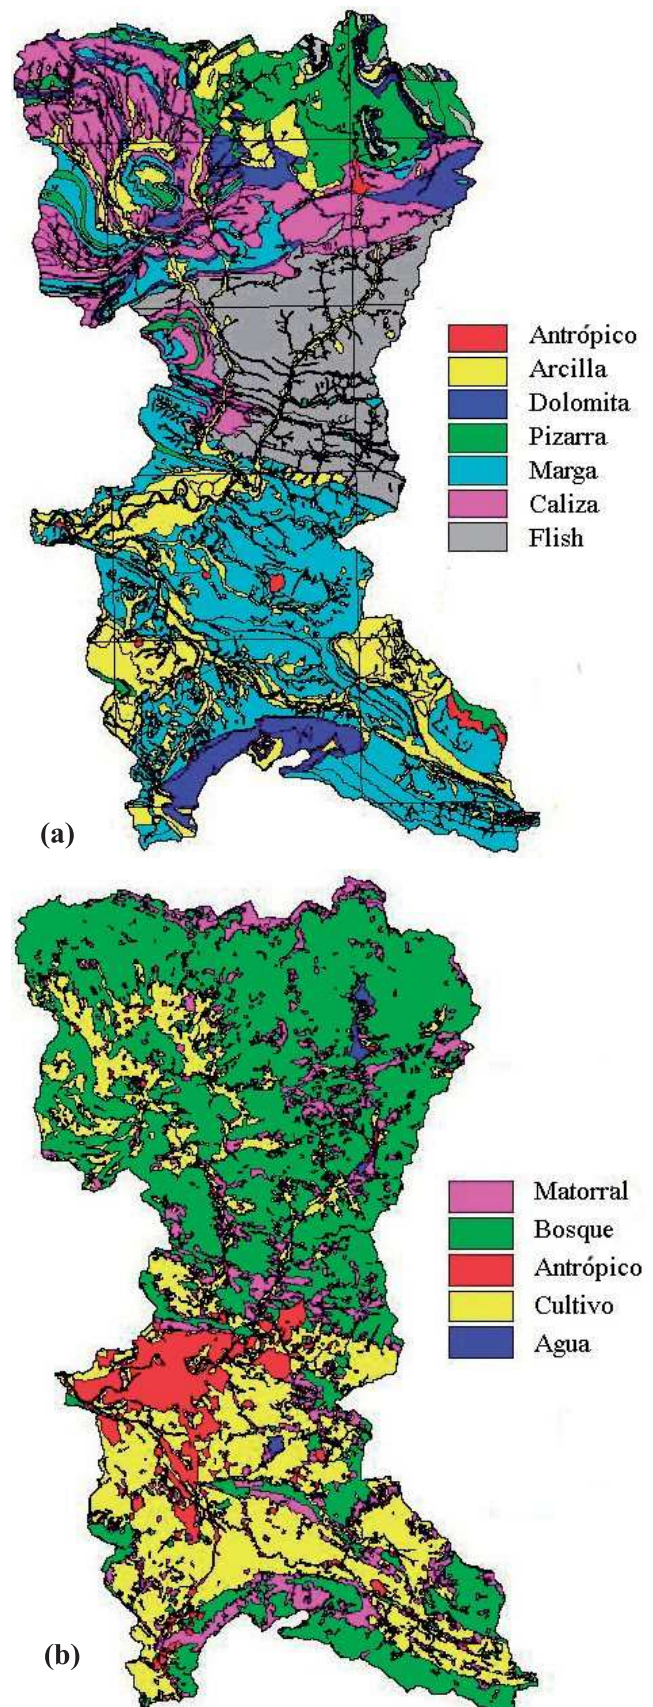 Antrópico
Arcilla
Dolomita
Pizarra
Marga
Caliza
Flish
(a)
Matorral
Bosque
Antrópico
Cultivo
Agua
(b)